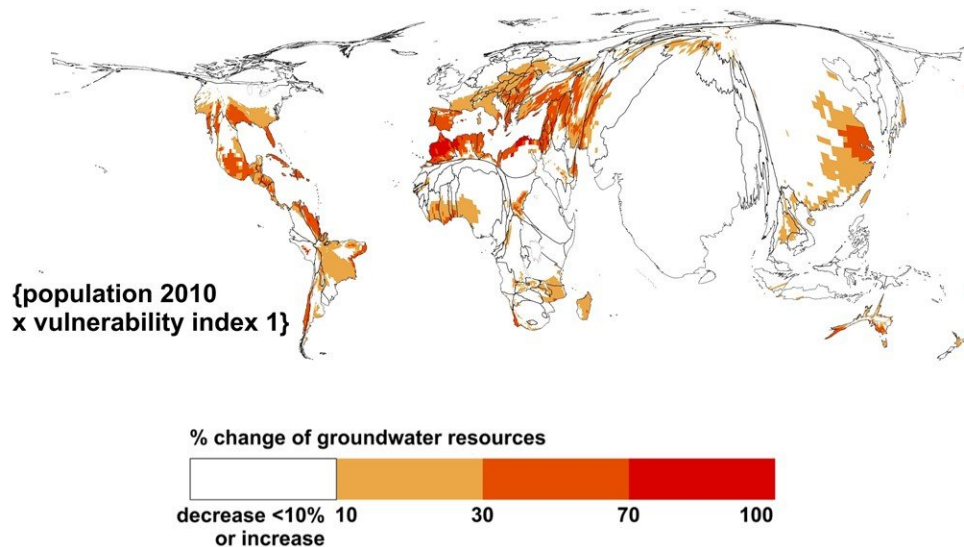 {population 2010
x vulnerability index 1}
% change of groundwater resources
decrease <10%
or increase
10
30
70
100